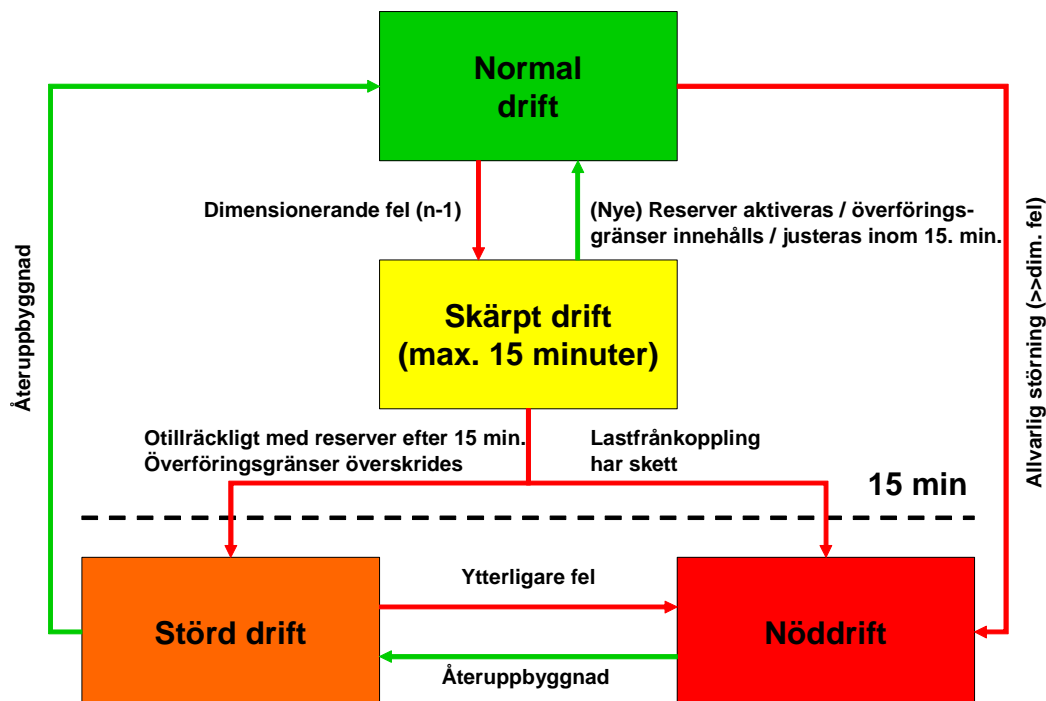 Normal
drift
Dimensionerande fel (n-1)
(Nye) Reserver aktiveras / överförings-
gränser innehålls / justeras inom 15. min.
Återuppbyggnad
Allvarlig störning (>>dim. fel)
Skärpt drift
(max. 15 minuter)
Otillräckligt med reserver efter 15 min.
Överföringsgränser överskrides
Lastfrånkoppling
har skett
15 min
Störd drift
Ytterligare fel
Återuppbyggnad
Nöddrift